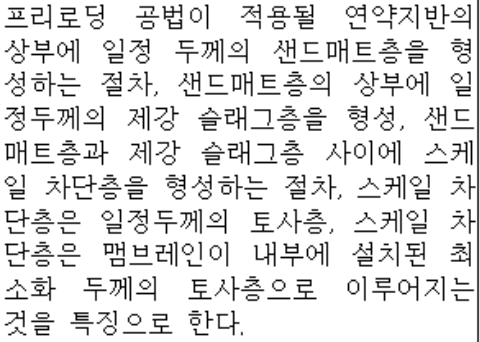 프리로딩 공법이 적용될 연약지반의
상부에 일정 두께의 샌드매트층을 형
성하는 절차, 샌드매트층의 상부에 일
정두께의 제강 슬래그층을 형성, 샌드
매트층과 제강 슬래그층 사이에 스케
일 차단층을 형성하는 절차, 스케일 차
단층은 일정두께의 토사층, 스케일 차
단층은 맴브레인이 내부에 설치된 최
소화 두께의 토사층으로 이루어지는
것을 특징으로 한다.